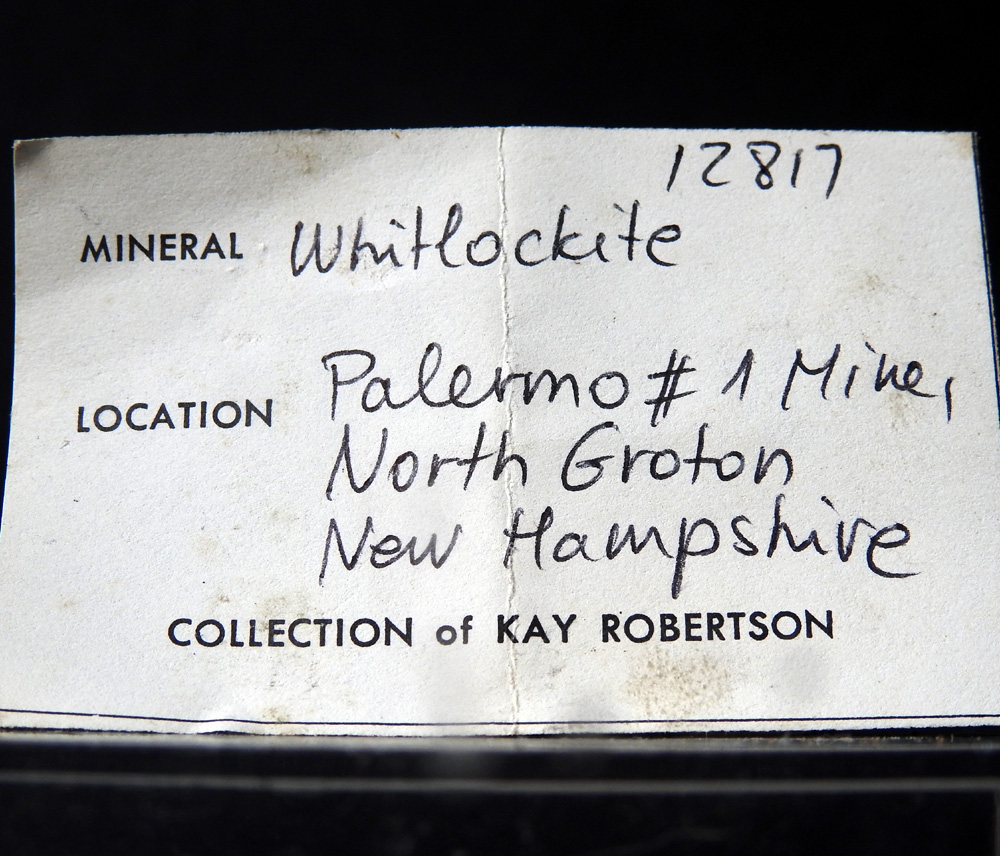 12817
MINERAL Whitlockite
LOCATION Palermo # 1 Mine,
North Groton
New Hampshire
COLLECTION of KAY ROBERTSON